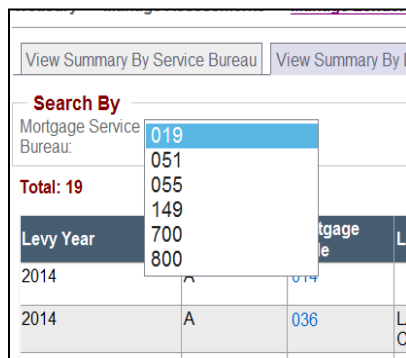 View Summary By Service Bureau View Summary By
Search By
Mortgage Service
Bureau:
019
051
055
149
700
800
Total: 19
Levy Year
2014 A 014
2014 A 036